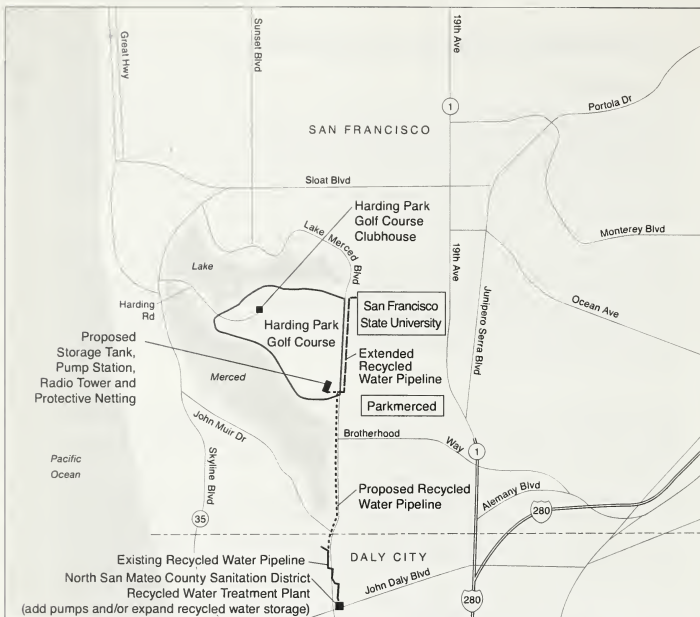 Great Hwy
Sunset Blvd
19th Ave
1
Portola Dr
SAN FRANCISCO
Sloat Blvd
Harding Park
Golf Course
Clubhouse
Lake Merced Blvd
Monterey Blvd
Lake
19th Ave
Junipero Serra Blvd
Ocean Ave
Harding
Rd
San Francisco
State University
Harding Park
Golf Course
Proposed
Storage Tank,
Pump Station,
Radio Tower and
Protective Netting
Extended
Recycled
Water Pipeline
Merced
Parkmerced
John Muir Dr
Brotherhood Way
1
Pacific
Ocean
Skyline Blvd
Proposed Recycled
Water Pipeline
Alemany Blvd
280
35
Existing Recycled Water Pipeline
DALY CITY
North San Mateo County Sanitation District
Recycled Water Treatment Plant
(add pumps and/or expand recycled water storage)
John Daly Blvd
280